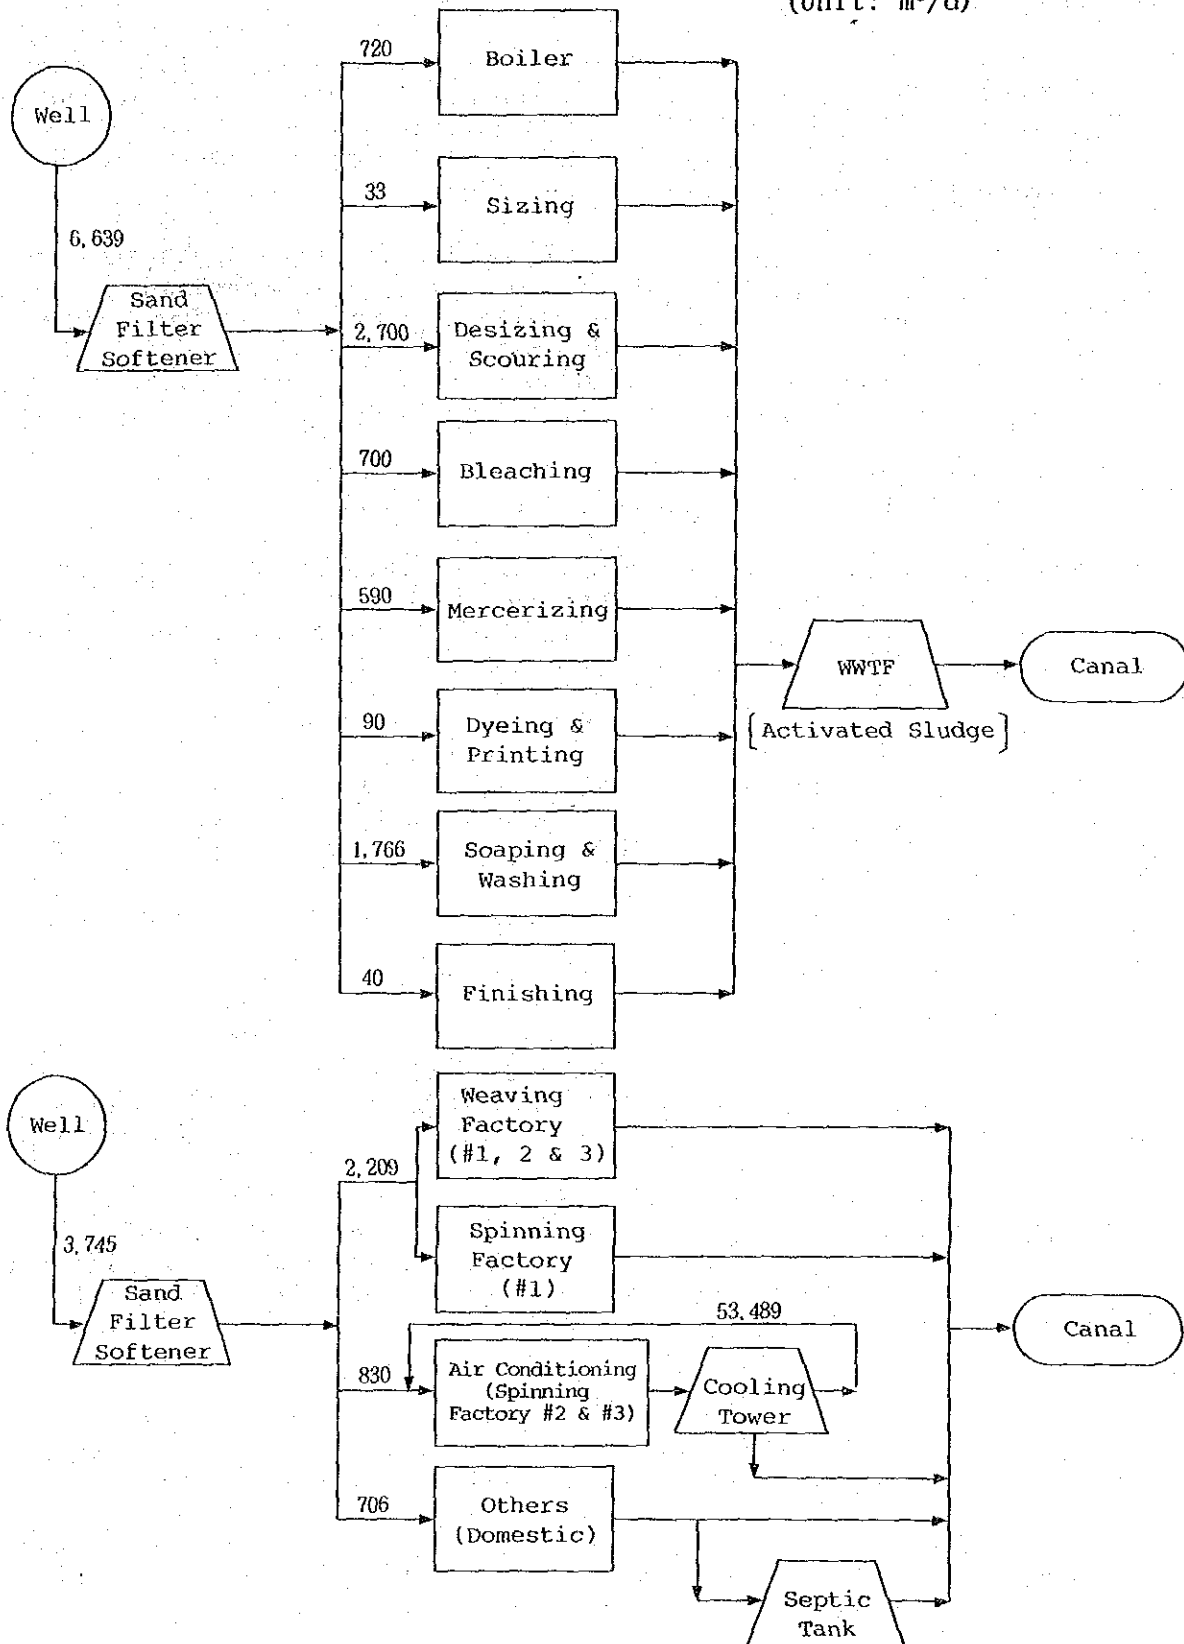 (Unit: m³/d)
720
Boiler
Well
33
Sizing
6,639
Sand
Filter
Softener
2,700
Desizing &
Scouring
700
Bleaching
590
Mercerizing
WWTF
[Activated Sludge]
Canal
90
Dyeing &
Printing
1,766
Soaping &
Washing
40
Finishing
Well
3,745
Sand
Filter
Softener
2,209
Weaving
Factory
(#1, 2 & 3)
Spinning
Factory
(#1)
53,489
830
Air Conditioning
(Spinning
Factory #2 & #3)
Cooling
Tower
Canal
706
Others
(Domestic)
Septic
Tank